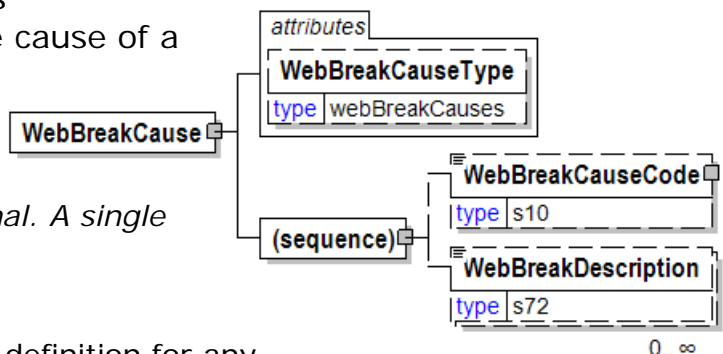 attributes
e cause of a
WebBreakCauseType
type webBreakCauses
WebBreakCause
WebBreakCauseCode
type s10
nal. A single
(sequence)
WebBreakDescription
type s72
0 ∞
definition for any